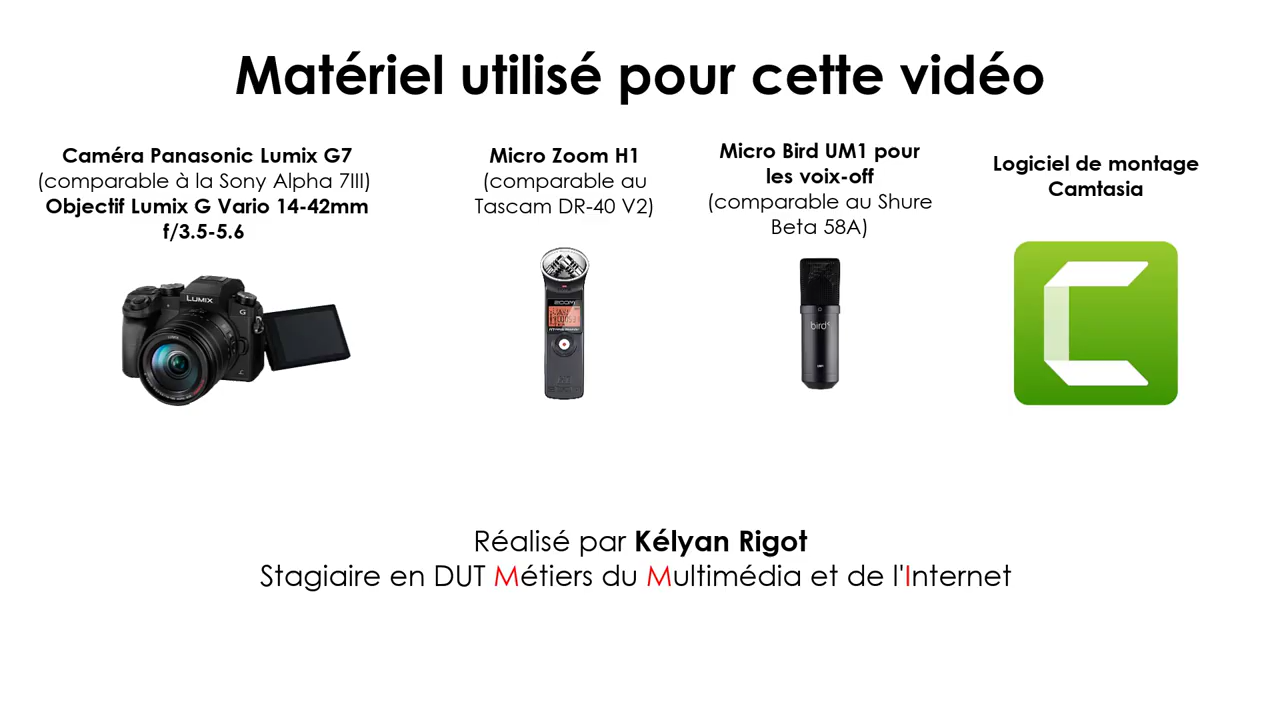 Matériel utilisé pour cette vidéo
Caméra Panasonic Lumix G7
(comparable à la Sony Alpha 7III)
Objectif Lumix G Vario 14-42mm
f/3.5-5.6
Micro Zoom H1
(comparable au
Tascam DR-40 V2)
Micro Bird UM1 pour
les voix-off
(comparable au Shure
Beta 58A)
Logiciel de montage
Camtasia
LUMIX
G
ZOOM
bird
UM1
Réalisé par Kélyan Rigot
Stagiaire en DUT Métiers du Multimédia et de l'Internet